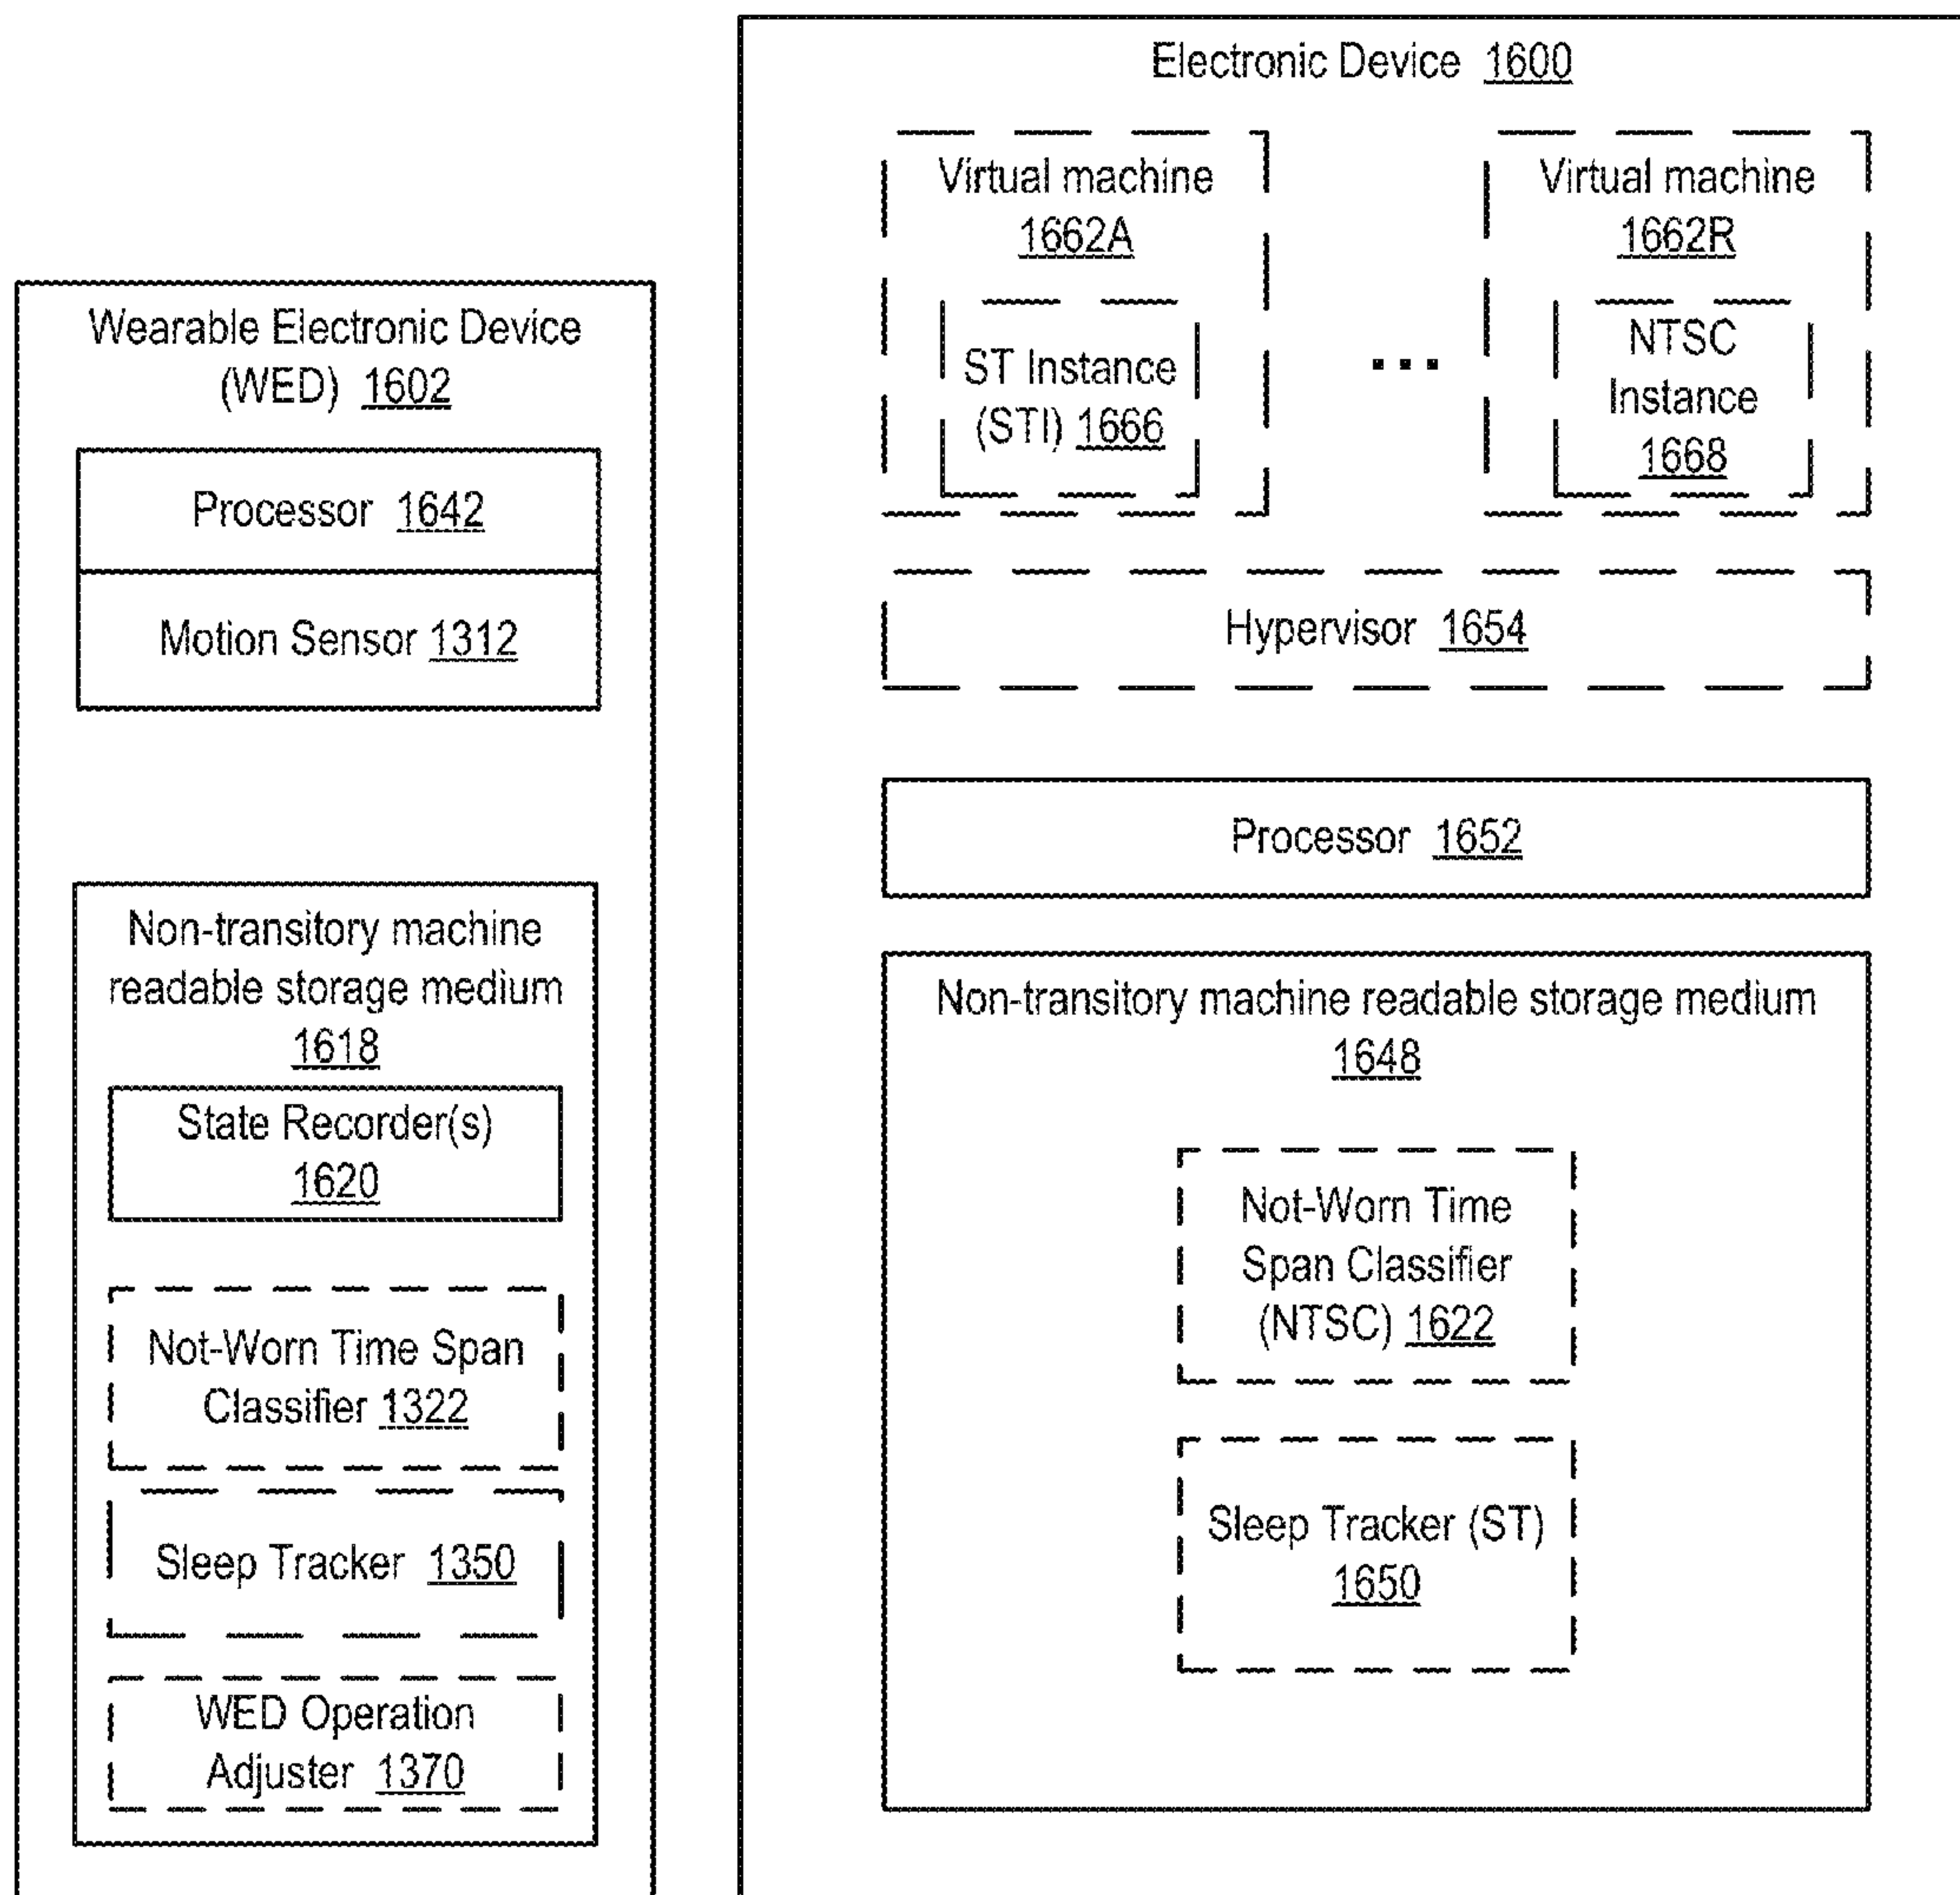 Wearable Electronic Device
(WED) 1602
Processor 1642
Motion Sensor 1312
Non-transitory machine
readable storage medium
1618
State Recorder(s)
1620
Not-Worn Time Span
Classifier 1322
Sleep Tracker 1350
WED Operation
Adjuster 1370
Electronic Device 1600
Virtual machine
1662A
ST Instance
(STI) 1666
...
Virtual machine
1662R
NTSC
Instance
1668
Hypervisor 1654
Processor 1652
Non-transitory machine readable storage medium
1648
Not-Worn Time
Span Classifier
(NTSC) 1622
Sleep Tracker (ST)
1650